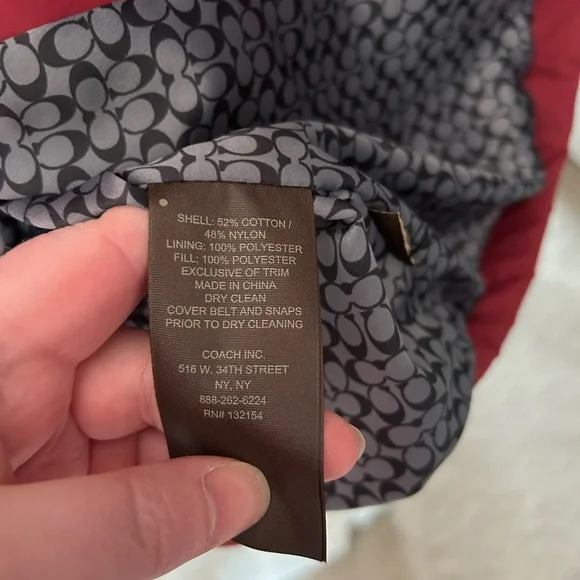 SHELL: 52% COTTON /
48% NYLON
LINING: 100% POLYESTER
FILL: 100% POLYESTER
EXCLUSIVE OF TRIM
MADE IN CHINA
DRY CLEAN
COVER BELT AND SNAPS
PRIOR TO DRY CLEANING
COACH INC.
516 W. 34TH STREET
NY, NY
888-262-6224
RN# 132154